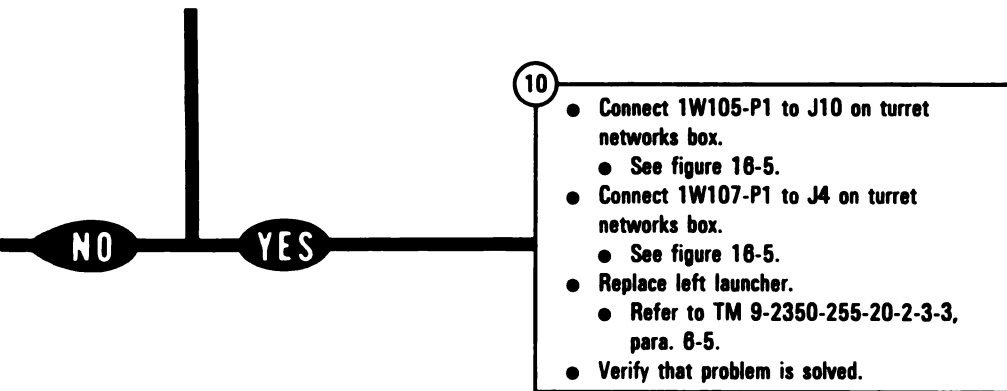 NO
YES
10
● Connect 1W105-P1 to J10 on turret
networks box.
● See figure 16-5.
● Connect 1W107-P1 to J4 on turret
networks box.
● See figure 16-5.
● Replace left launcher.
● Refer to TM 9-2350-255-20-2-3-3,
para. 6-5.
● Verify that problem is solved.